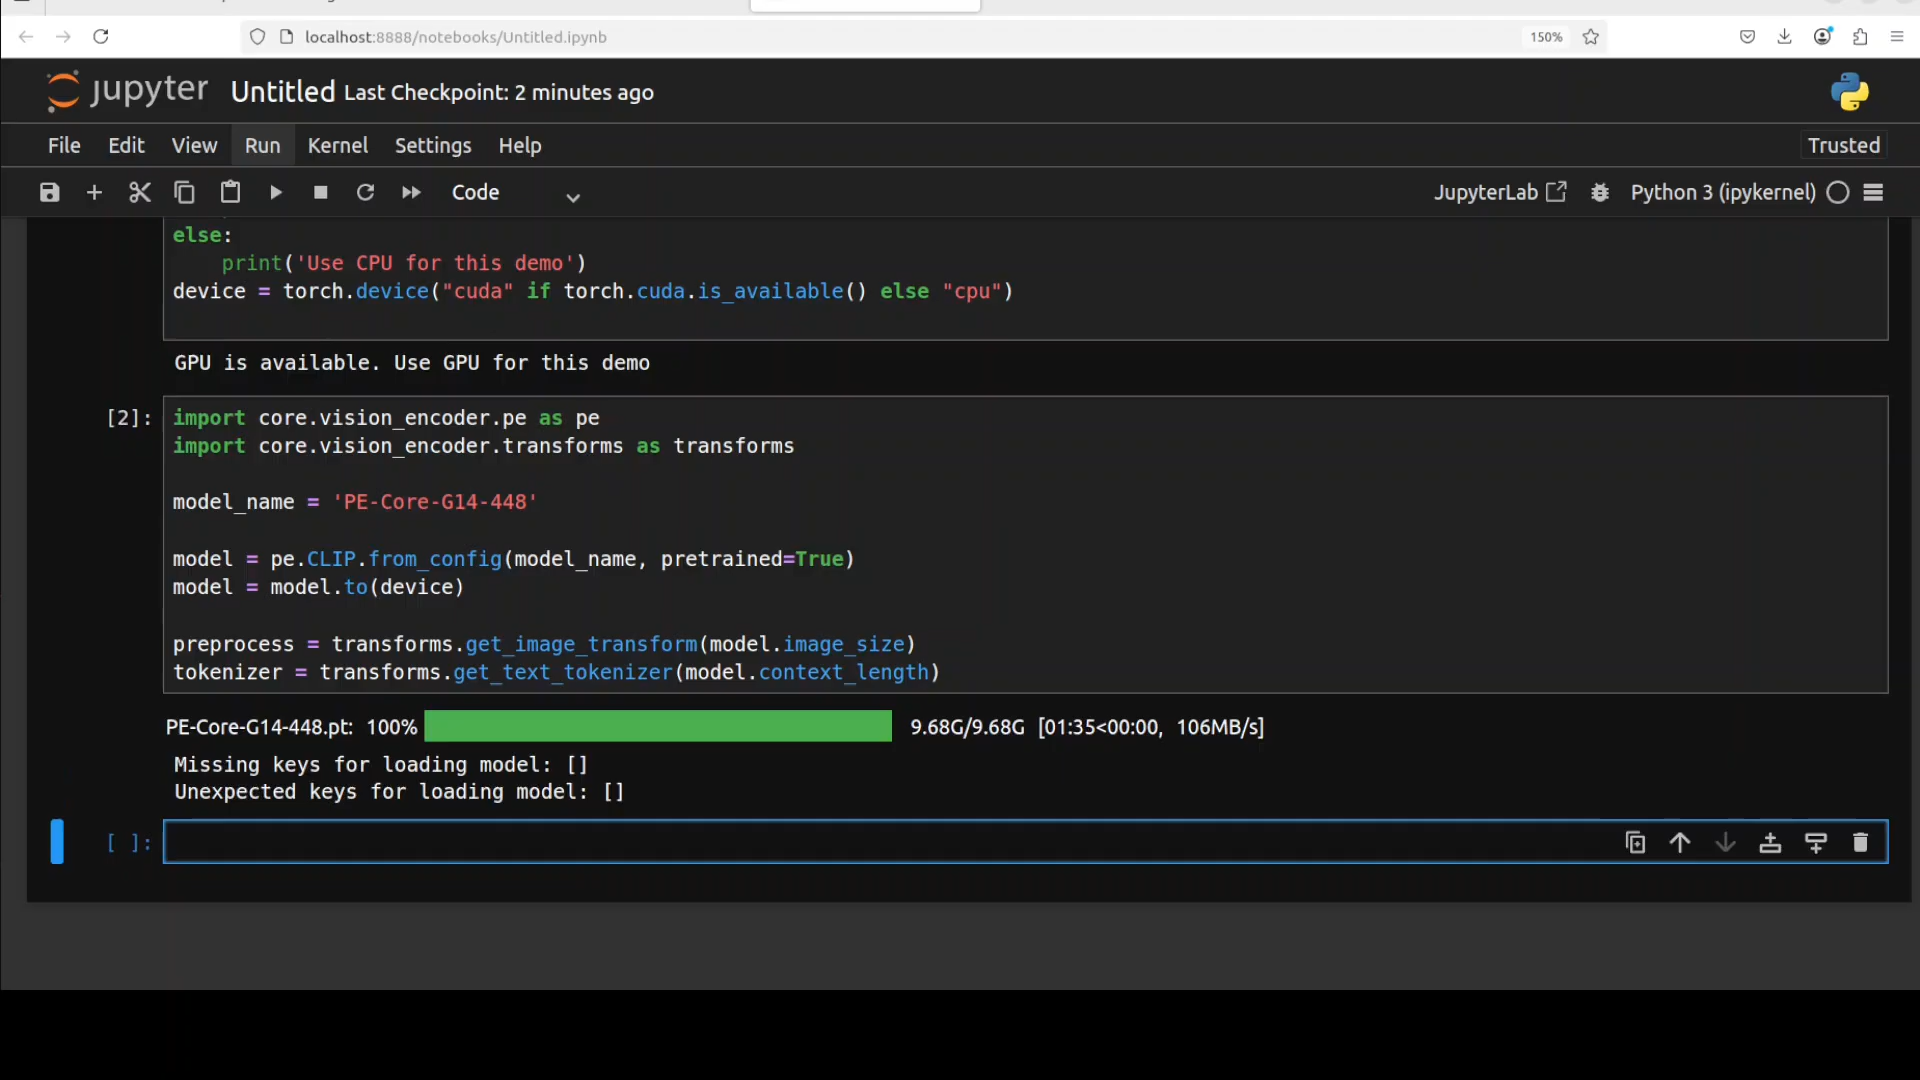 localhost:8888/notebooks/Untitled.ipynb
150%
jupyter Untitled Last Checkpoint: 2 minutes ago
File Edit View Run Kernel Settings Help
Trusted
Code
JupyterLab
Python 3 (ipykernel)
else:
    print('Use CPU for this demo')
device = torch.device("cuda" if torch.cuda.is_available() else "cpu")
GPU is available. Use GPU for this demo
[2]:
import core.vision_encoder.pe as pe
import core.vision_encoder.transforms as transforms
model_name = 'PE-Core-G14-448'
model = pe.CLIP.from_config(model_name, pretrained=True)
model = model.to(device)
preprocess = transforms.get_image_transform(model.image_size)
tokenizer = transforms.get_text_tokenizer(model.context_length)
PE-Core-G14-448.pt: 100% 9.68G/9.68G [01:35<00:00, 106MB/s]
Missing keys for loading model: []
Unexpected keys for loading model: []
[ ]: